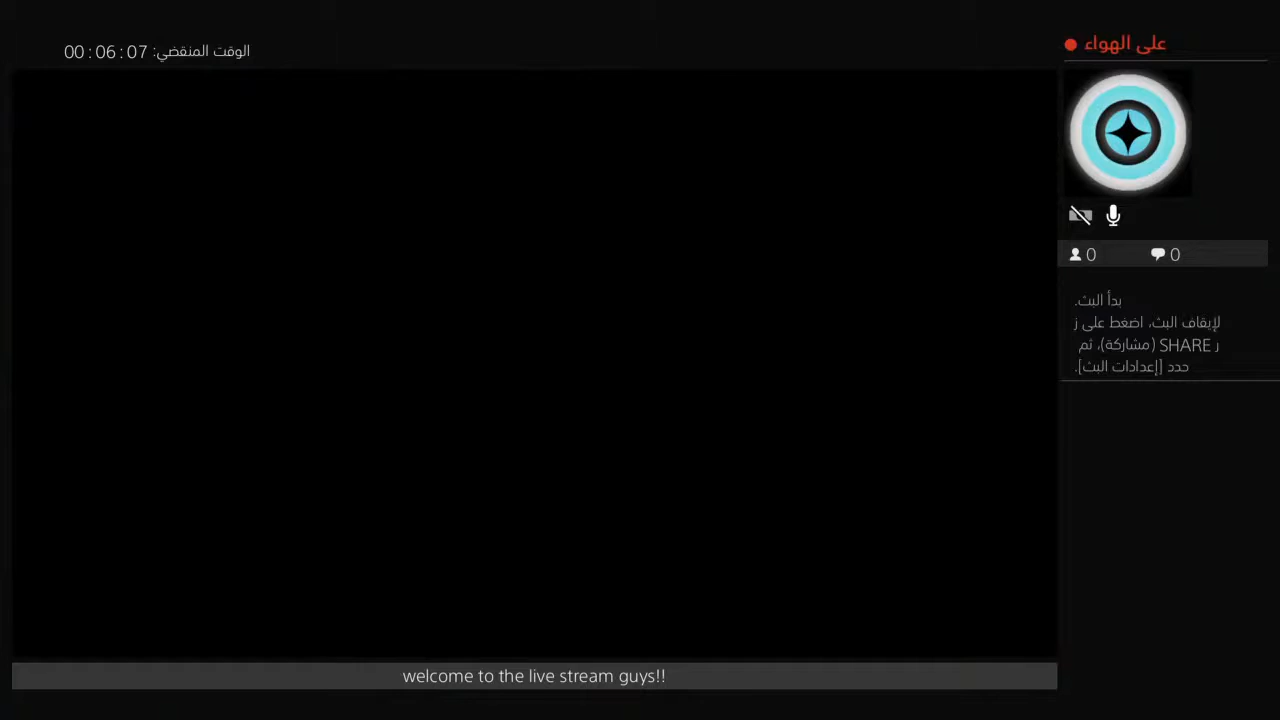 الوقت المنقضي: 00:06:07
على الهواء
0 0
بدأ البث.
لإيقاف البث، اضغط على ز
ر SHARE (مشاركة)، ثم
حدد [إعدادات البث].
welcome to the live stream guys!!